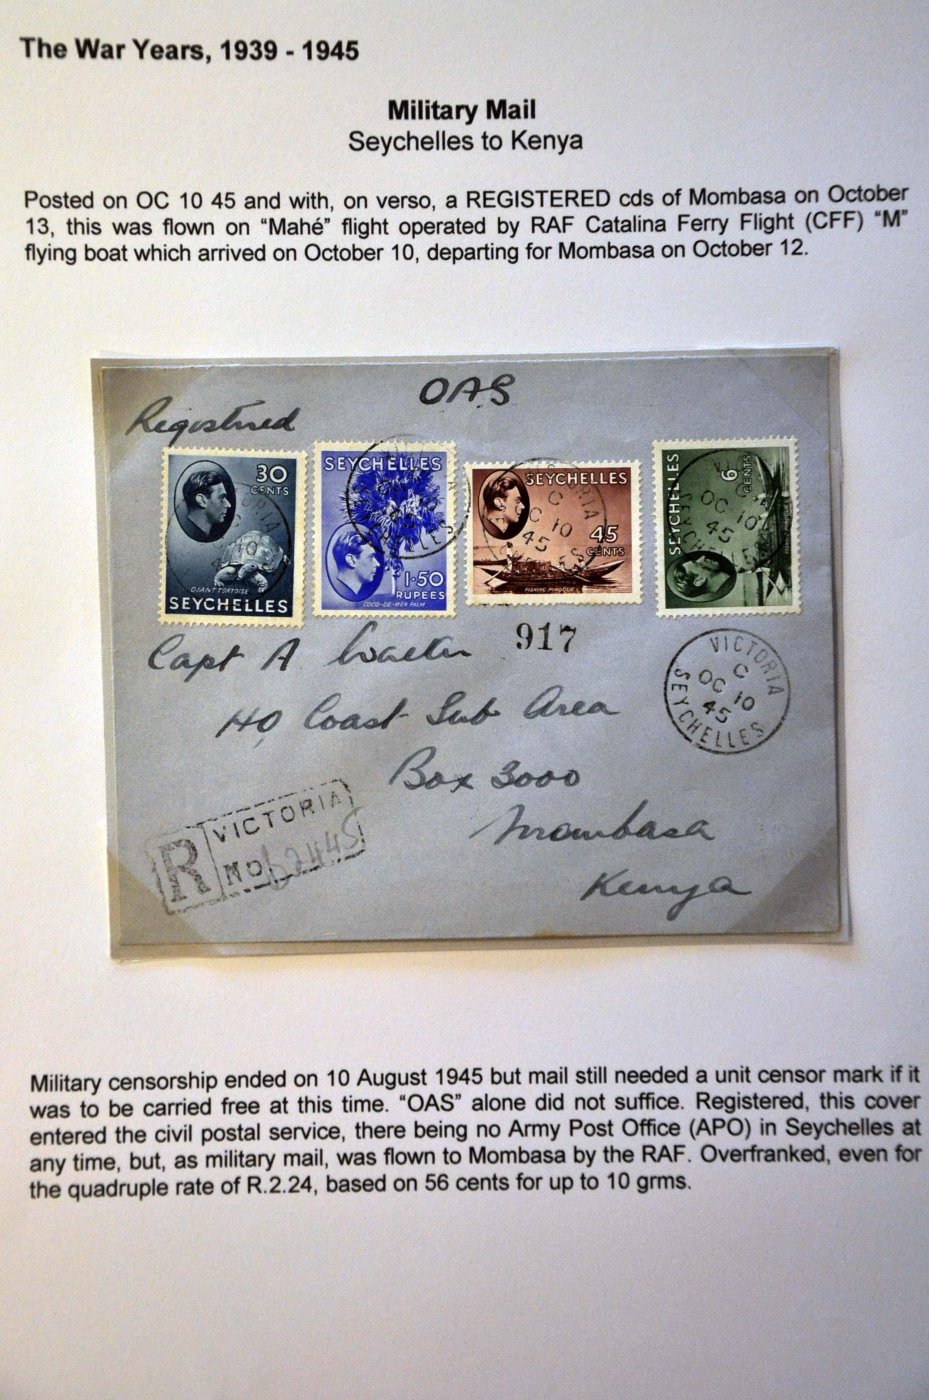 The War Years, 1939 - 1945
Military Mail
Seychelles to Kenya
Posted on OC 10 45 and with, on verso, a REGISTERED cds of Mombasa on October
13, this was flown on “Mahé” flight operated by RAF Catalina Ferry Flight (CFF) “M”
flying boat which arrived on October 10, departing for Mombasa on October 12.
OAS
Registered
30
CENTS
GIANT TORTOISE
SEYCHELLES
SEYCHELLES
1·50
RUPEES
COCO-DE-MER PALM
SEYCHELLES
45
CENTS
FISHING PIROGUE
SEYCHELLES
6
CENTS
FISHING PIROGUE
917
Capt A
HQ Coast Sub Area
Box 3000
Mombasa
Kenya
VICTORIA
C
OC 10
45
SEYCHELLES
R
VICTORIA
NO 62445
Military censorship ended on 10 August 1945 but mail still needed a unit censor mark if it
was to be carried free at this time. “OAS” alone did not suffice. Registered, this cover
entered the civil postal service, there being no Army Post Office (APO) in Seychelles at
any time, but, as military mail, was flown to Mombasa by the RAF. Overfranked, even for
the quadruple rate of R.2.24, based on 56 cents for up to 10 grms.